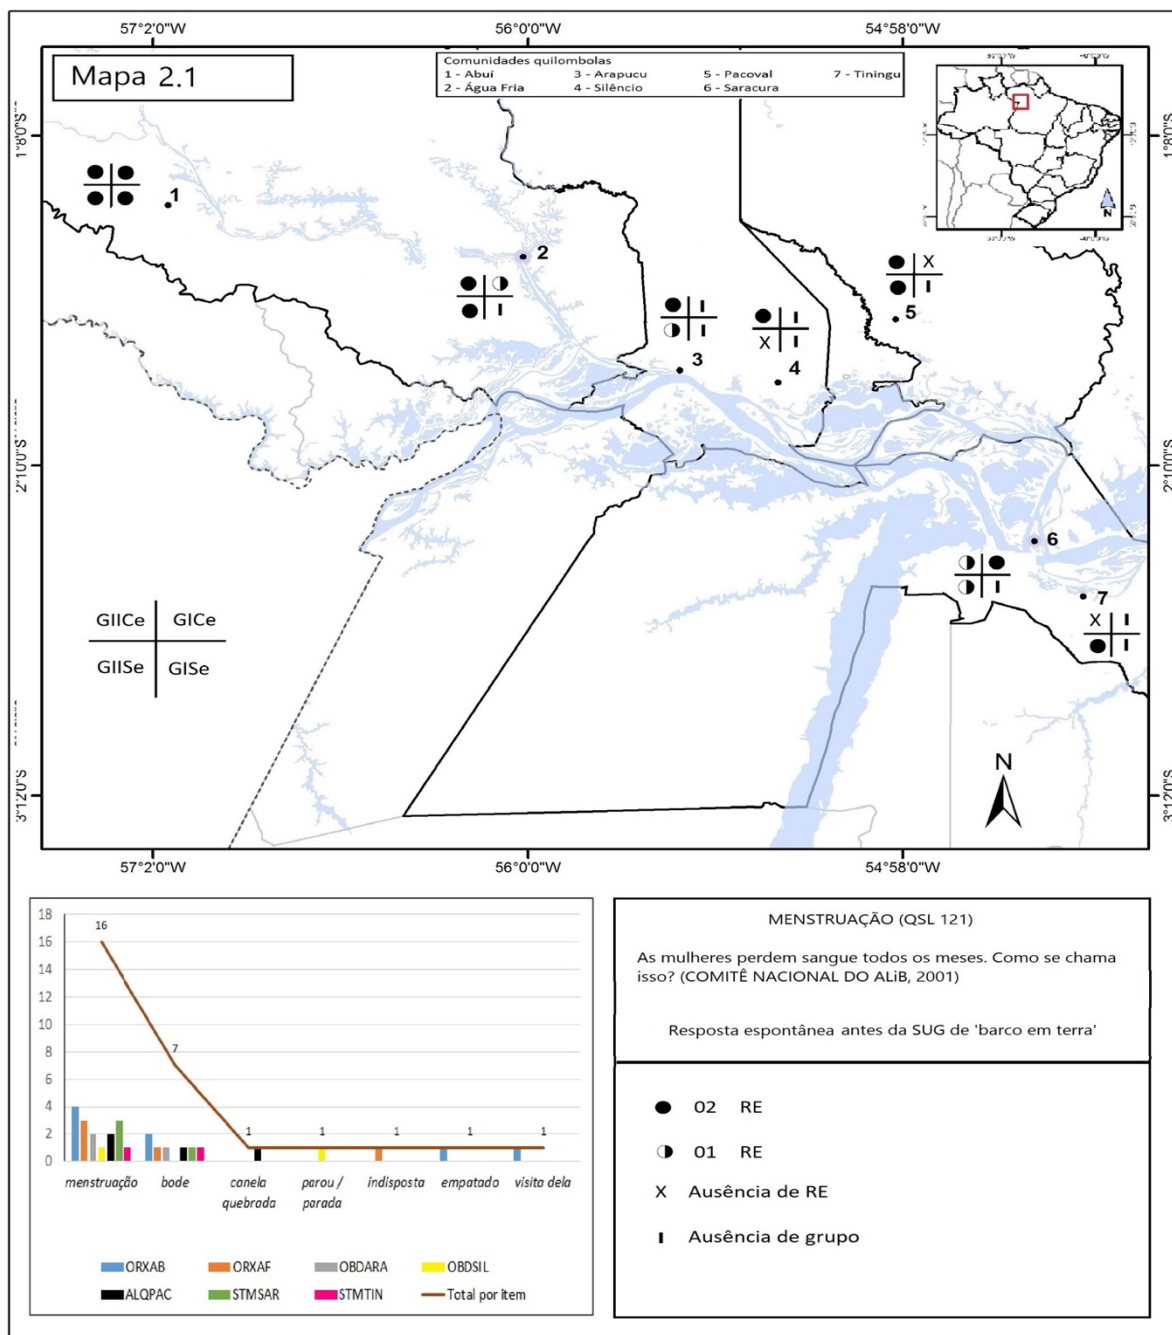 57°2'0"W 56°0'0"W 54°58'0"W
Mapa 2.1
Comunidades quilombolas
1 - Abuí 3 - Arapucu 5 - Pacoval 7 - Tiningu
2 - Água Fria 4 - Silêncio 6 - Saracura
1°8'0"S 1°8'0"S
N
1
2
X
I
5
I
I
3
I
X I
4
I
2°10'0"S 2°10'0"S
6
I
7
X I
I
GIICe GICe
GIISe GISe
N
3°12'0"S 3°12'0"S
57°2'0"W 56°0'0"W 54°58'0"W
18
16
14
12
10
8
6
4
2
0
16
7
1 1 1 1 1
menstruação bode canela quebrada parou / parada indisposta empatado visita dela
ORXAB ORXAF OBDARA OBDSIL
ALQPAC STMSAR STMTIN Total por item
MENSTRUAÇÃO (QSL 121)
As mulheres perdem sangue todos os meses. Como se chama
isso? (COMITÊ NACIONAL DO ALiB, 2001)
Resposta espontânea antes da SUG de 'barco em terra'
02 RE
01 RE
X Ausência de RE
I Ausência de grupo